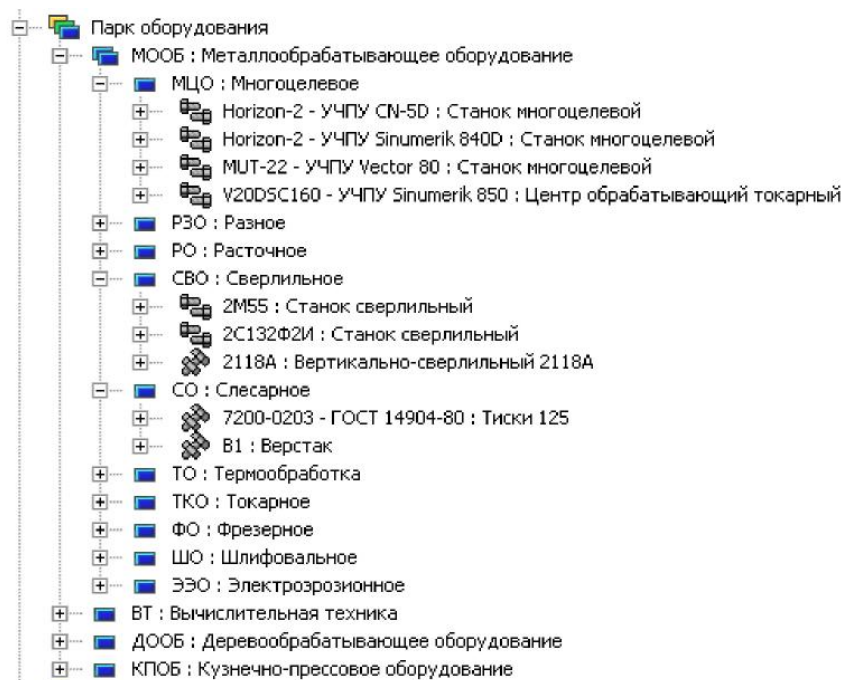 Парк оборудования
МООБ : Металлообрабатывающее оборудование
МЦО : Многоцелевое
Horizon-2 - УЧПУ CN-5D : Станок многоцелевой
Horizon-2 - УЧПУ Sinumerik 840D : Станок многоцелевой
MUT-22 - УЧПУ Vector 80 : Станок многоцелевой
V20DSC160 - УЧПУ Sinumerik 850 : Центр обрабатывающий токарный
РЗО : Разное
РО : Расточное
СВО : Сверлильное
2М55 : Станок сверлильный
2С132Ф2И : Станок сверлильный
2118А : Вертикально-сверлильный 2118А
СО : Слесарное
7200-0203 - ГОСТ 14904-80 : Тиски 125
В1 : Верстак
ТО : Термообработка
ТКО : Токарное
ФО : Фрезерное
ШО : Шлифовальное
ЭЭО : Электроэрозионное
ВТ : Вычислительная техника
ДООБ : Деревообрабатывающее оборудование
КПОБ : Кузнечно-прессовое оборудование